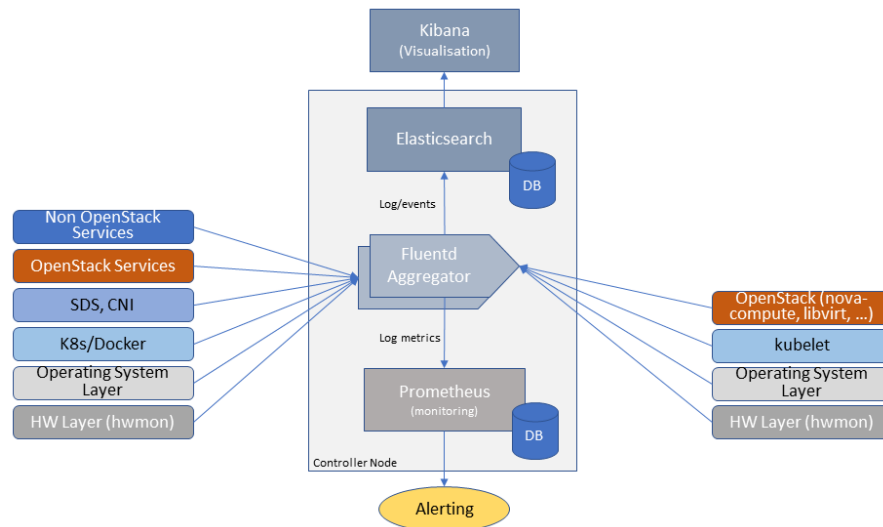 Kibana
(Visualisation)
Elasticsearch
DB
Log/events
Non OpenStack
Services
OpenStack Services
SDS, CNI
K8s/Docker
Operating System
Layer
HW Layer (hwmon)
Fluentd
Aggregator
OpenStack (nova-
compute, libvirt, ...)
kubelet
Operating System
Layer
HW Layer (hwmon)
Log metrics
Prometheus
(monitoring)
DB
Controller Node
Alerting